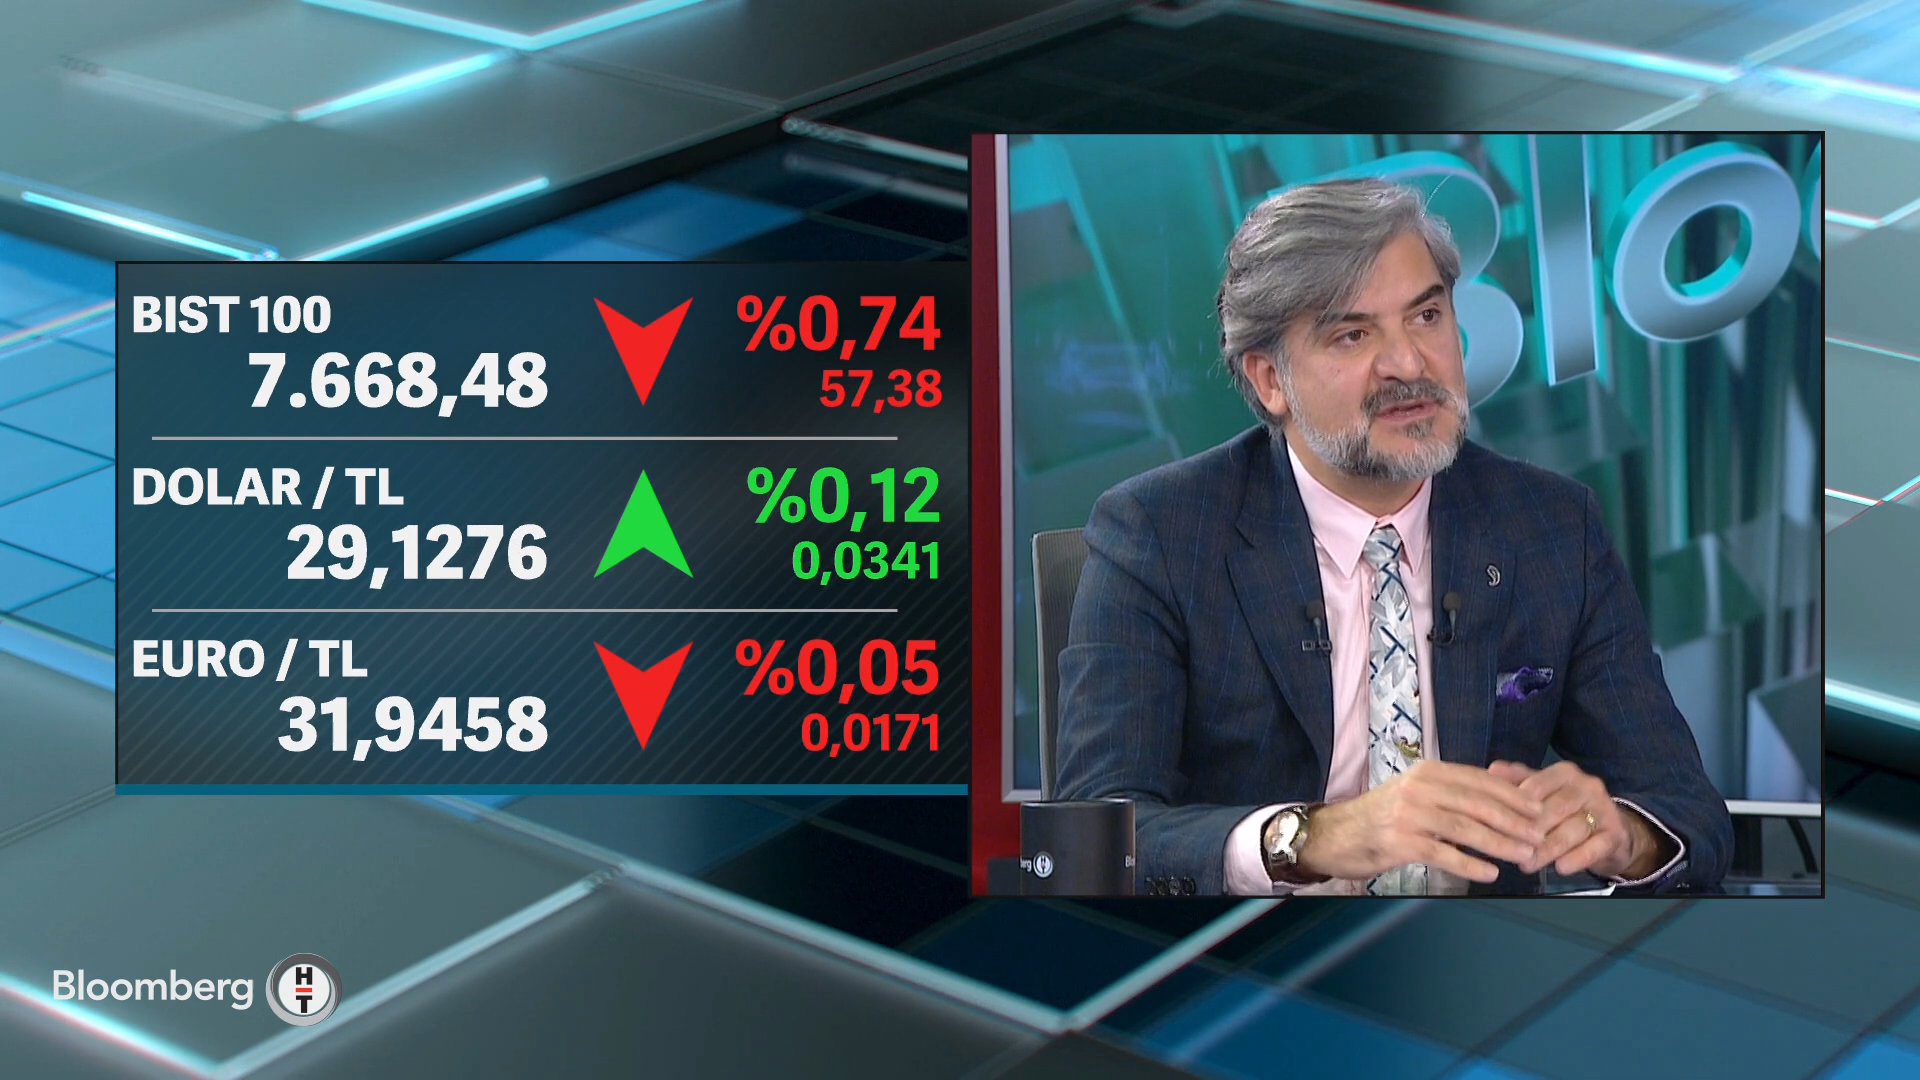 BIST 100
7.668,48
%0,74
57,38
DOLAR / TL
29,1276
%0,12
0,0341
EURO / TL
31,9458
%0,05
0,0171
Blo
Bloomberg HT